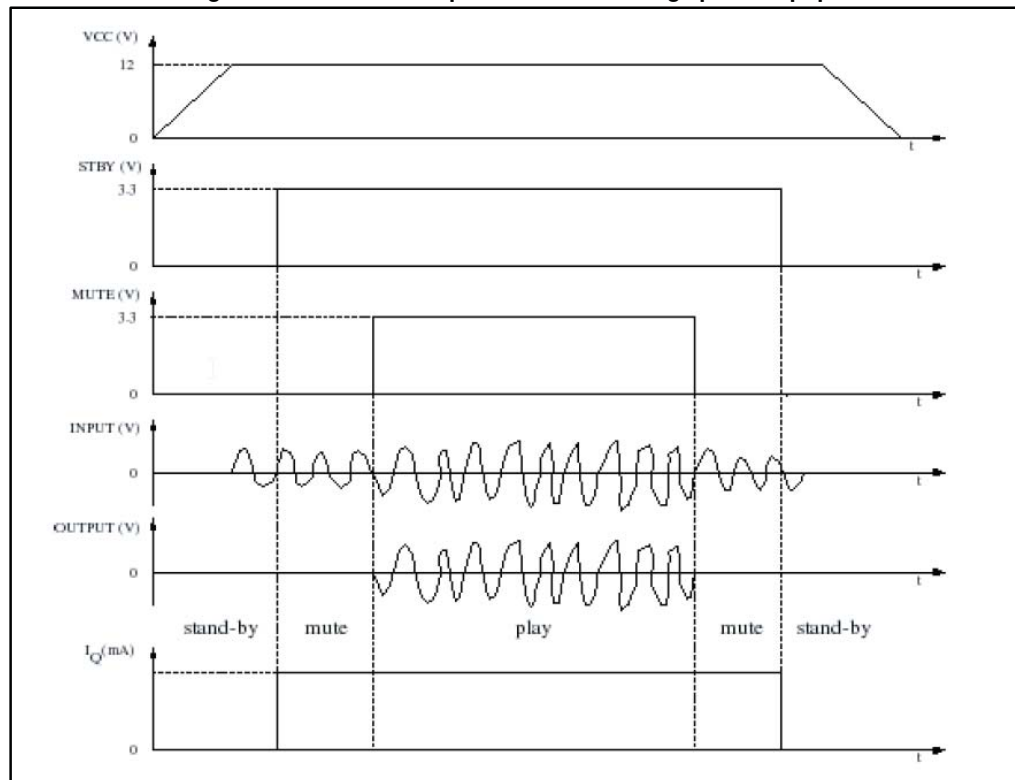 VCC (V)
12
0
t
STBY (V)
3.3
0
t
MUTE (V)
3.3
0
t
INPUT (V)
0
t
OUTPUT (V)
0
t
stand-by mute play mute stand-by
IQ(mA)
0
t